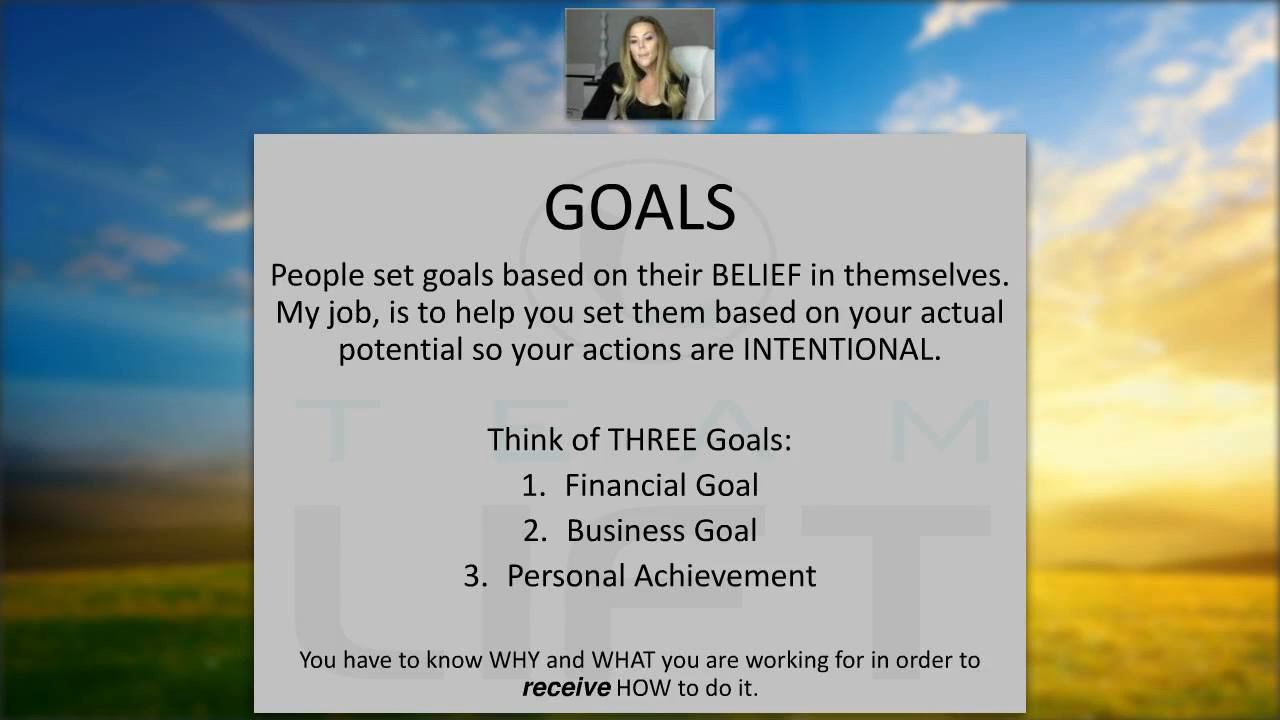 GOALS
People set goals based on their BELIEF in themselves.
My job, is to help you set them based on your actual
potential so your actions are INTENTIONAL.
TEAM
Think of THREE Goals:
1. Financial Goal
2. Business Goal
3. Personal Achievement
LIFT
You have to know WHY and WHAT you are working for in order to
receive HOW to do it.